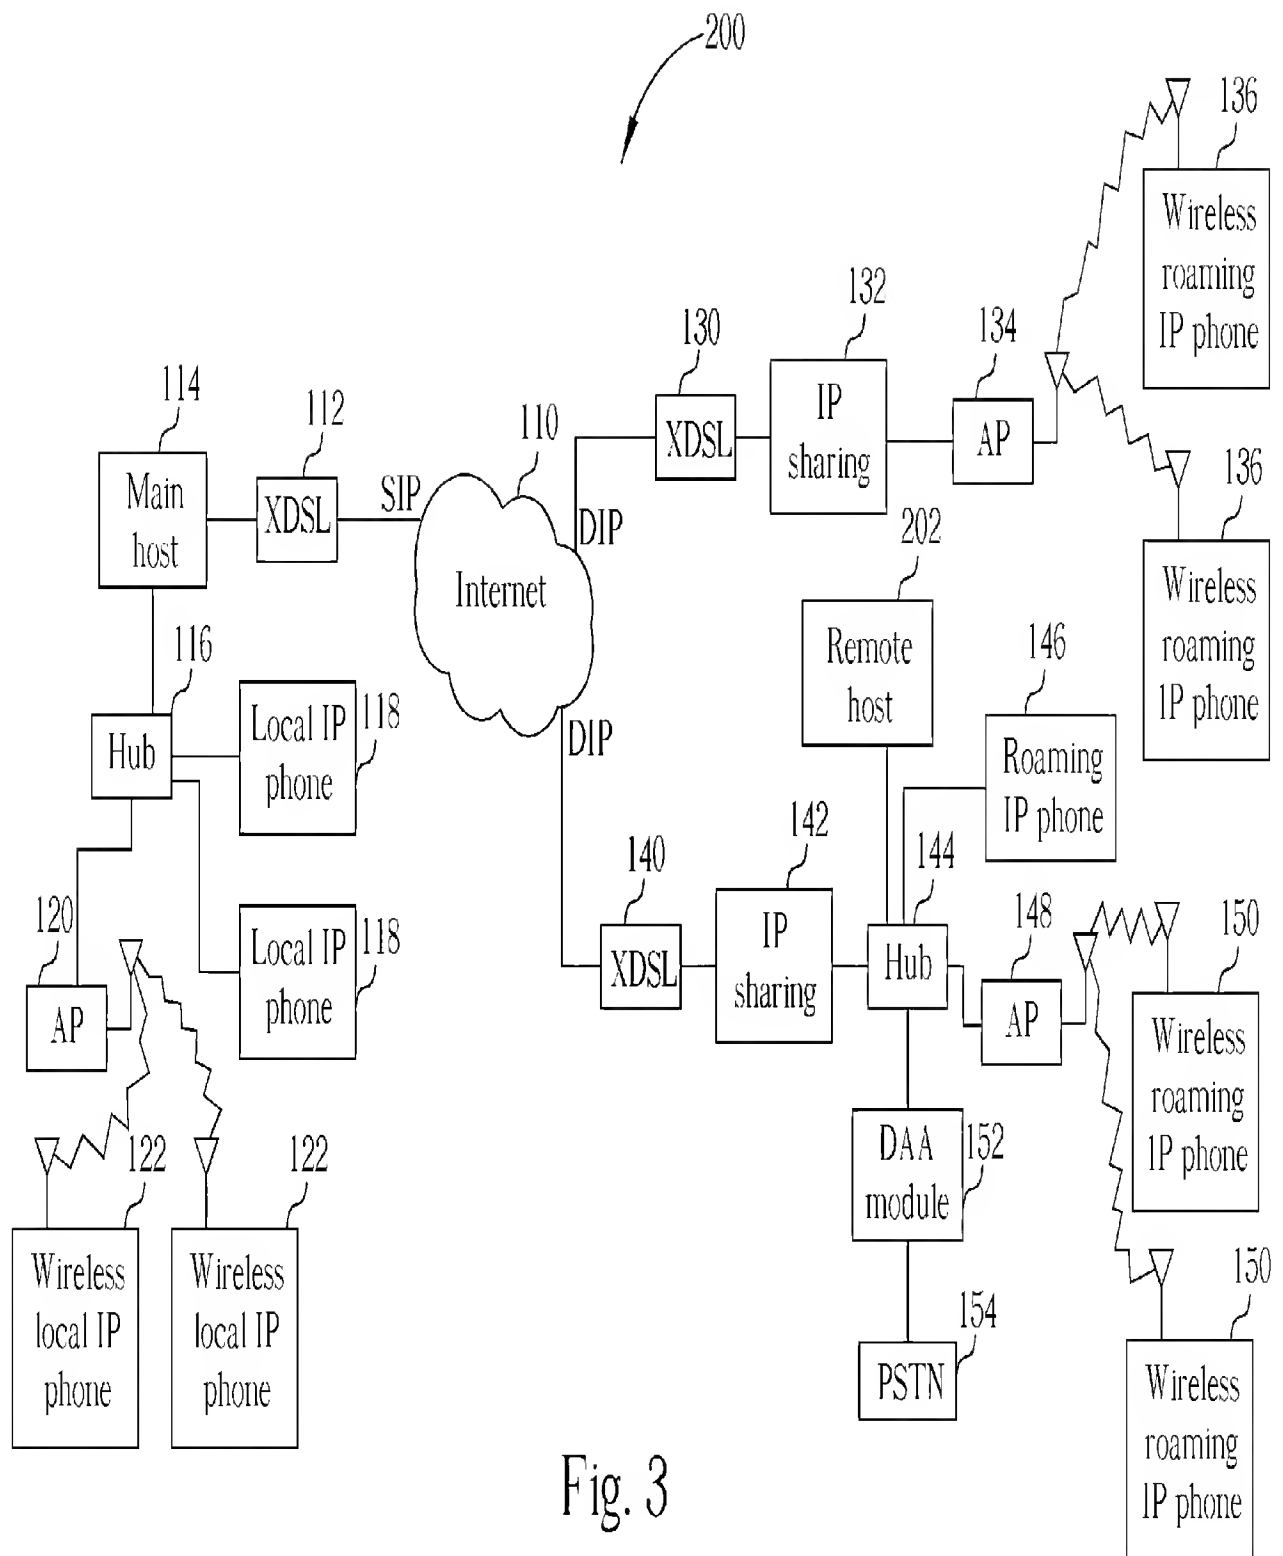 200
136
Wireless
roaming
IP phone
132
130
134
IP
sharing
XDSL
AP
114
112
110
Main
host
XDSL
SIP
DIP
Internet
136
Wireless
roaming
IP phone
202
Remote
host
146
Roaming
IP phone
116
Hub
Local IP
phone
118
DIP
142
140
144
IP
sharing
XDSL
Hub
148
AP
150
Wireless
roaming
IP phone
120
AP
Local IP
phone
118
122
122
Wireless
local IP
phone
Wireless
local IP
phone
DAA
module
152
154
PSTN
150
Wireless
roaming
IP phone
Fig. 3